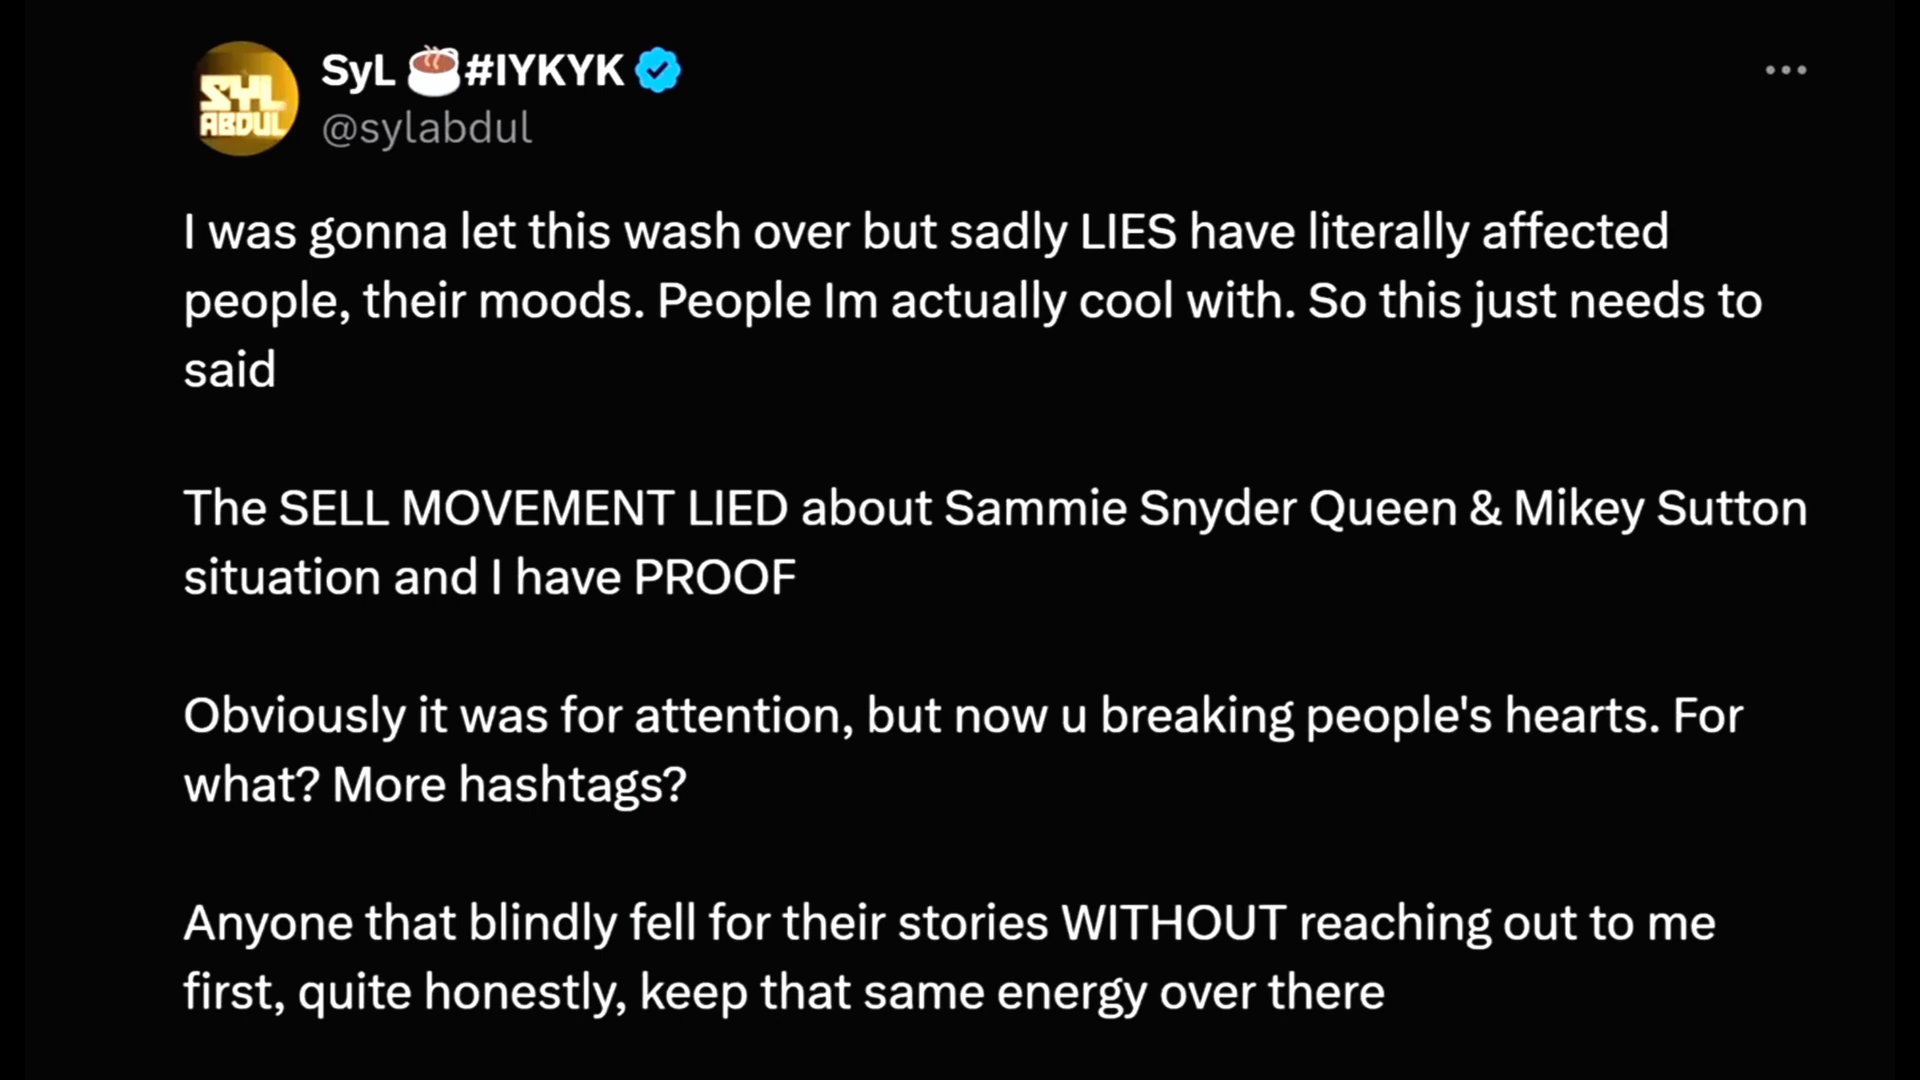 SYL
ABDUL
SyL ☕#IYKYK
@sylabdul
I was gonna let this wash over but sadly LIES have literally affected
people, their moods. People Im actually cool with. So this just needs to
said
The SELL MOVEMENT LIED about Sammie Snyder Queen & Mikey Sutton
situation and I have PROOF
Obviously it was for attention, but now u breaking people's hearts. For
what? More hashtags?
Anyone that blindly fell for their stories WITHOUT reaching out to me
first, quite honestly, keep that same energy over there